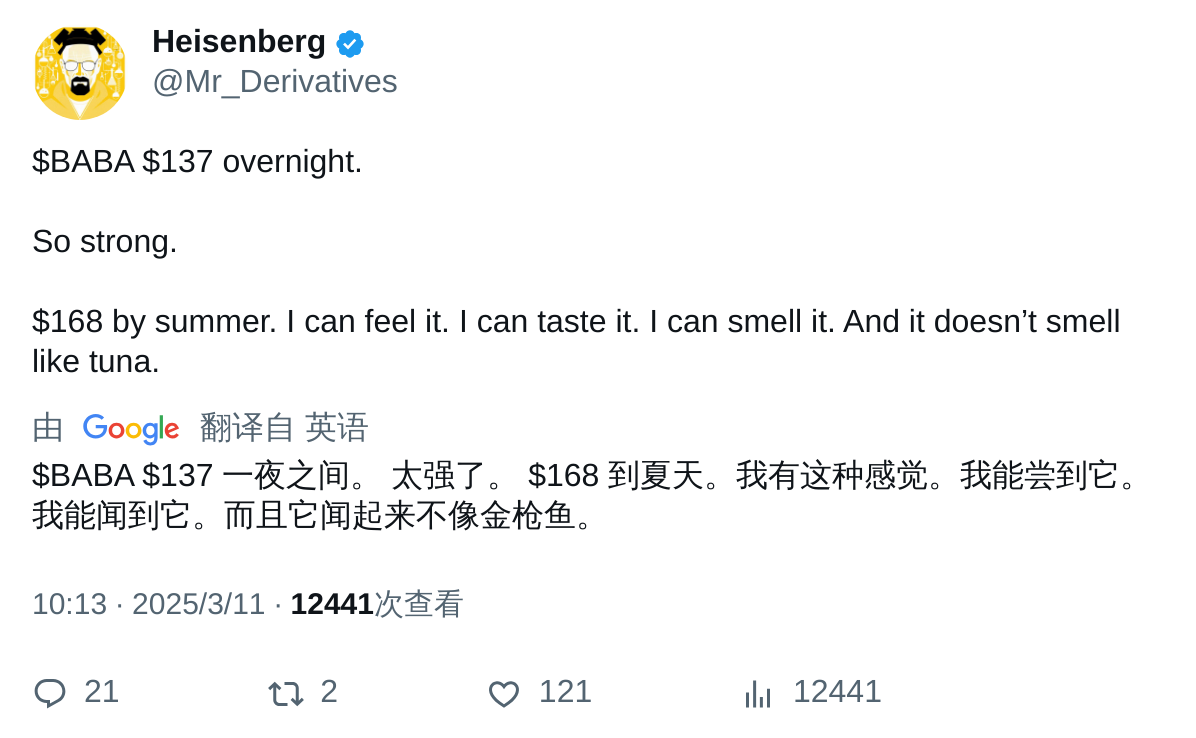 Heisenberg
@Mr_Derivatives
$BABA $137 overnight.
So strong.
$168 by summer. I can feel it. I can taste it. I can smell it. And it doesn’t smell
like tuna.
由 Google 翻译自 英语
$BABA $137 一夜之间。 太强了。 $168 到夏天。我有这种感觉。我能尝到它。
我能闻到它。而且它闻起来不像金枪鱼。
10:13 · 2025/3/11 · 12441次查看
21 2 121 12441